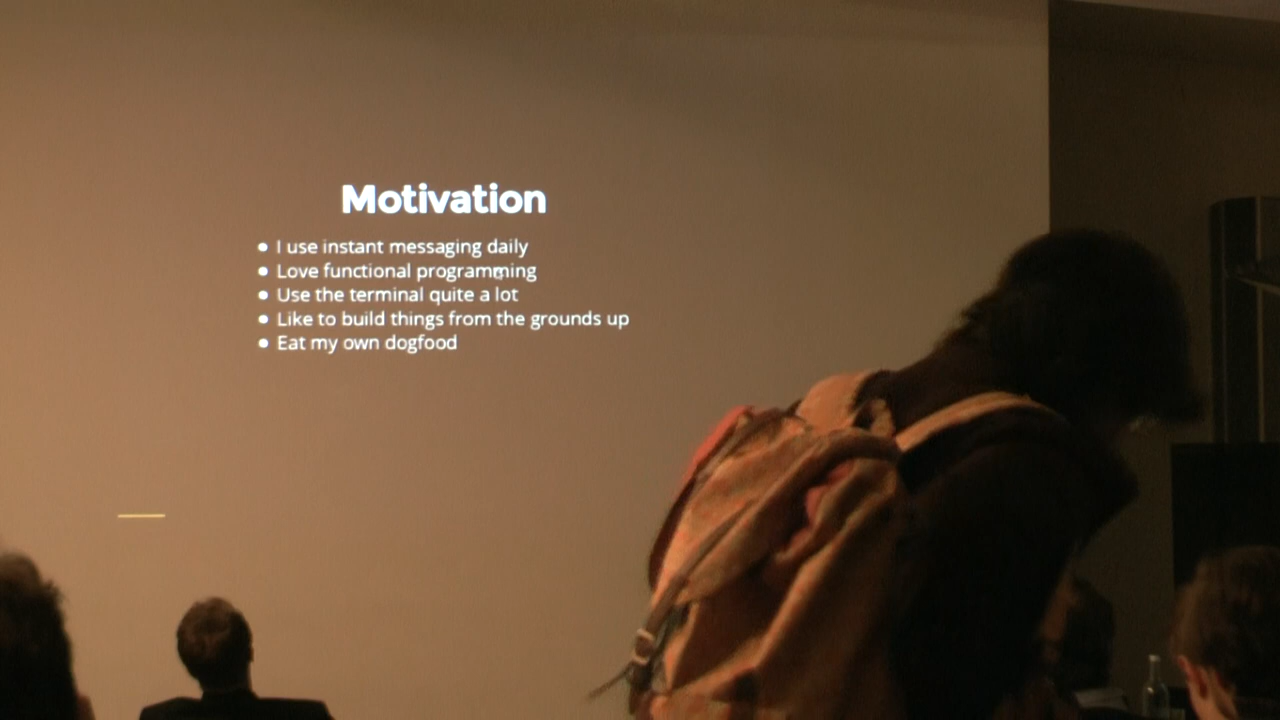 Motivation
• I use instant messaging daily
• Love functional programming
• Use the terminal quite a lot
• Like to build things from the grounds up
• Eat my own dogfood